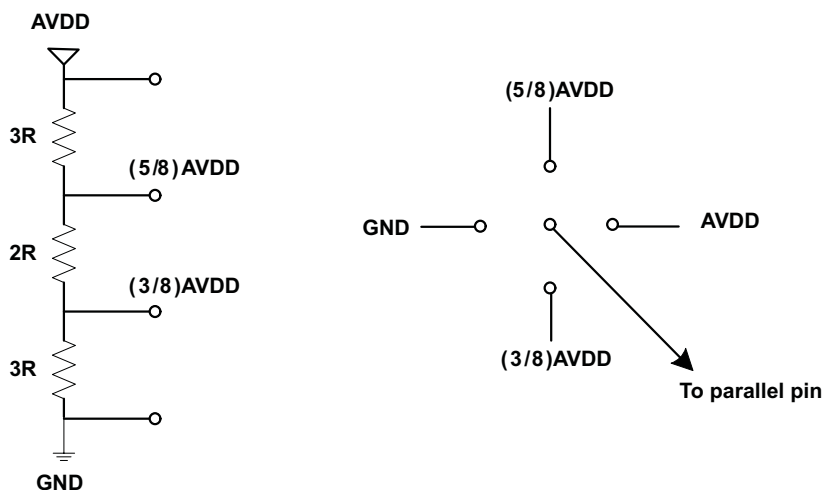 AVDD
3R
(5/8)AVDD
2R
(3/8)AVDD
3R
GND
(5/8)AVDD
GND
AVDD
(3/8)AVDD
To parallel pin